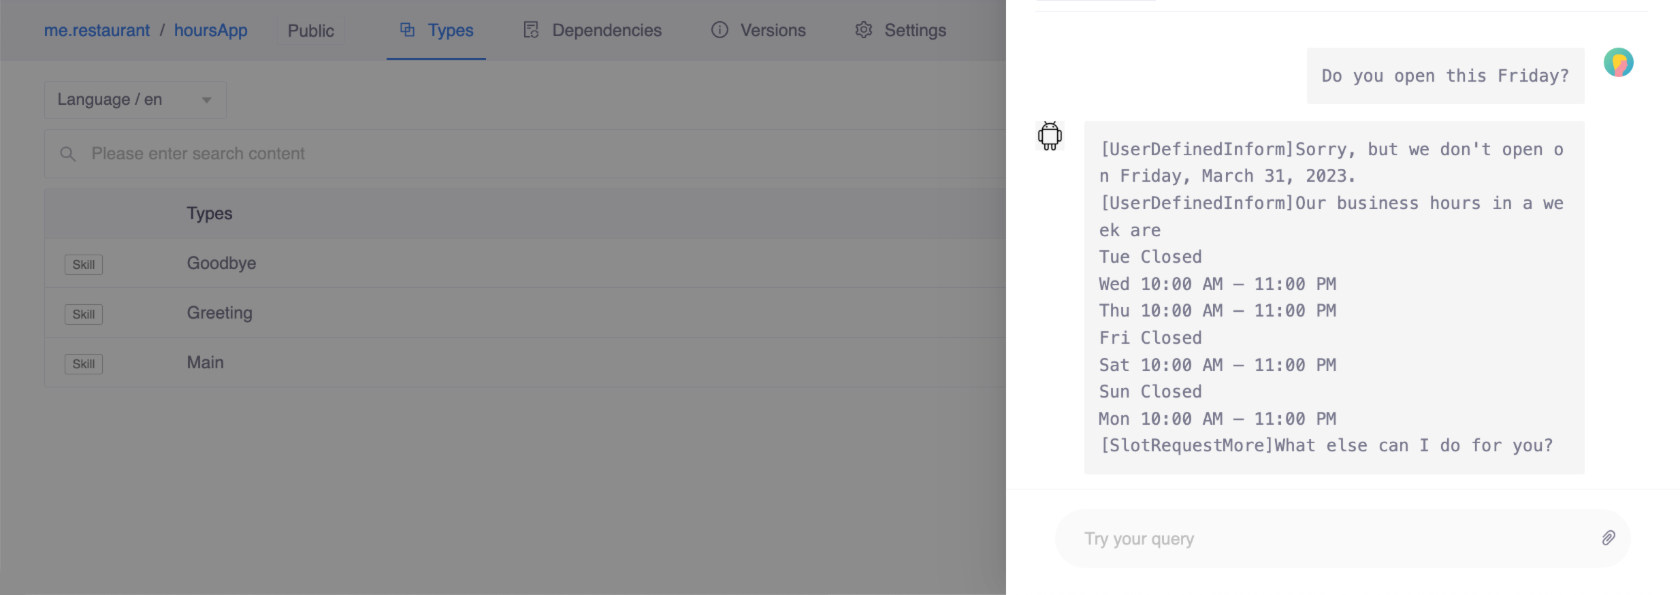 me.restaurant / hoursApp Public Types Dependencies Versions Settings
Language / en
Please enter search content
Types
Skill Goodbye
Skill Greeting
Skill Main
Do you open this Friday?
[UserDefinedInform]Sorry, but we don't open o
n Friday, March 31, 2023.
[UserDefinedInform]Our business hours in a we
ek are
Tue Closed
Wed 10:00 AM – 11:00 PM
Thu 10:00 AM – 11:00 PM
Fri Closed
Sat 10:00 AM – 11:00 PM
Sun Closed
Mon 10:00 AM – 11:00 PM
[SlotRequestMore]What else can I do for you?
Try your query